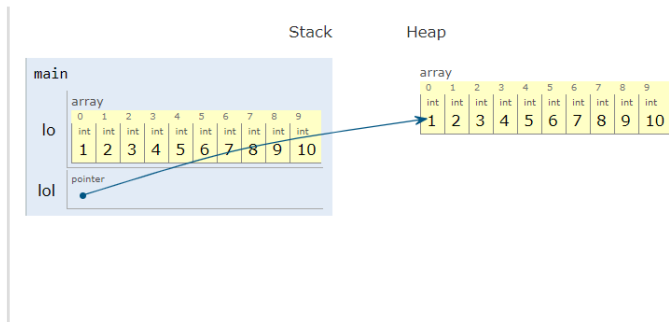 Stack Heap
main
array
0 1 2 3 4 5 6 7 8 9
int int int int int int int int int int
lo
1 2 3 4 5 6 7 8 9 10
lol
pointer
array
0 1 2 3 4 5 6 7 8 9
int int int int int int int int int int
1 2 3 4 5 6 7 8 9 10